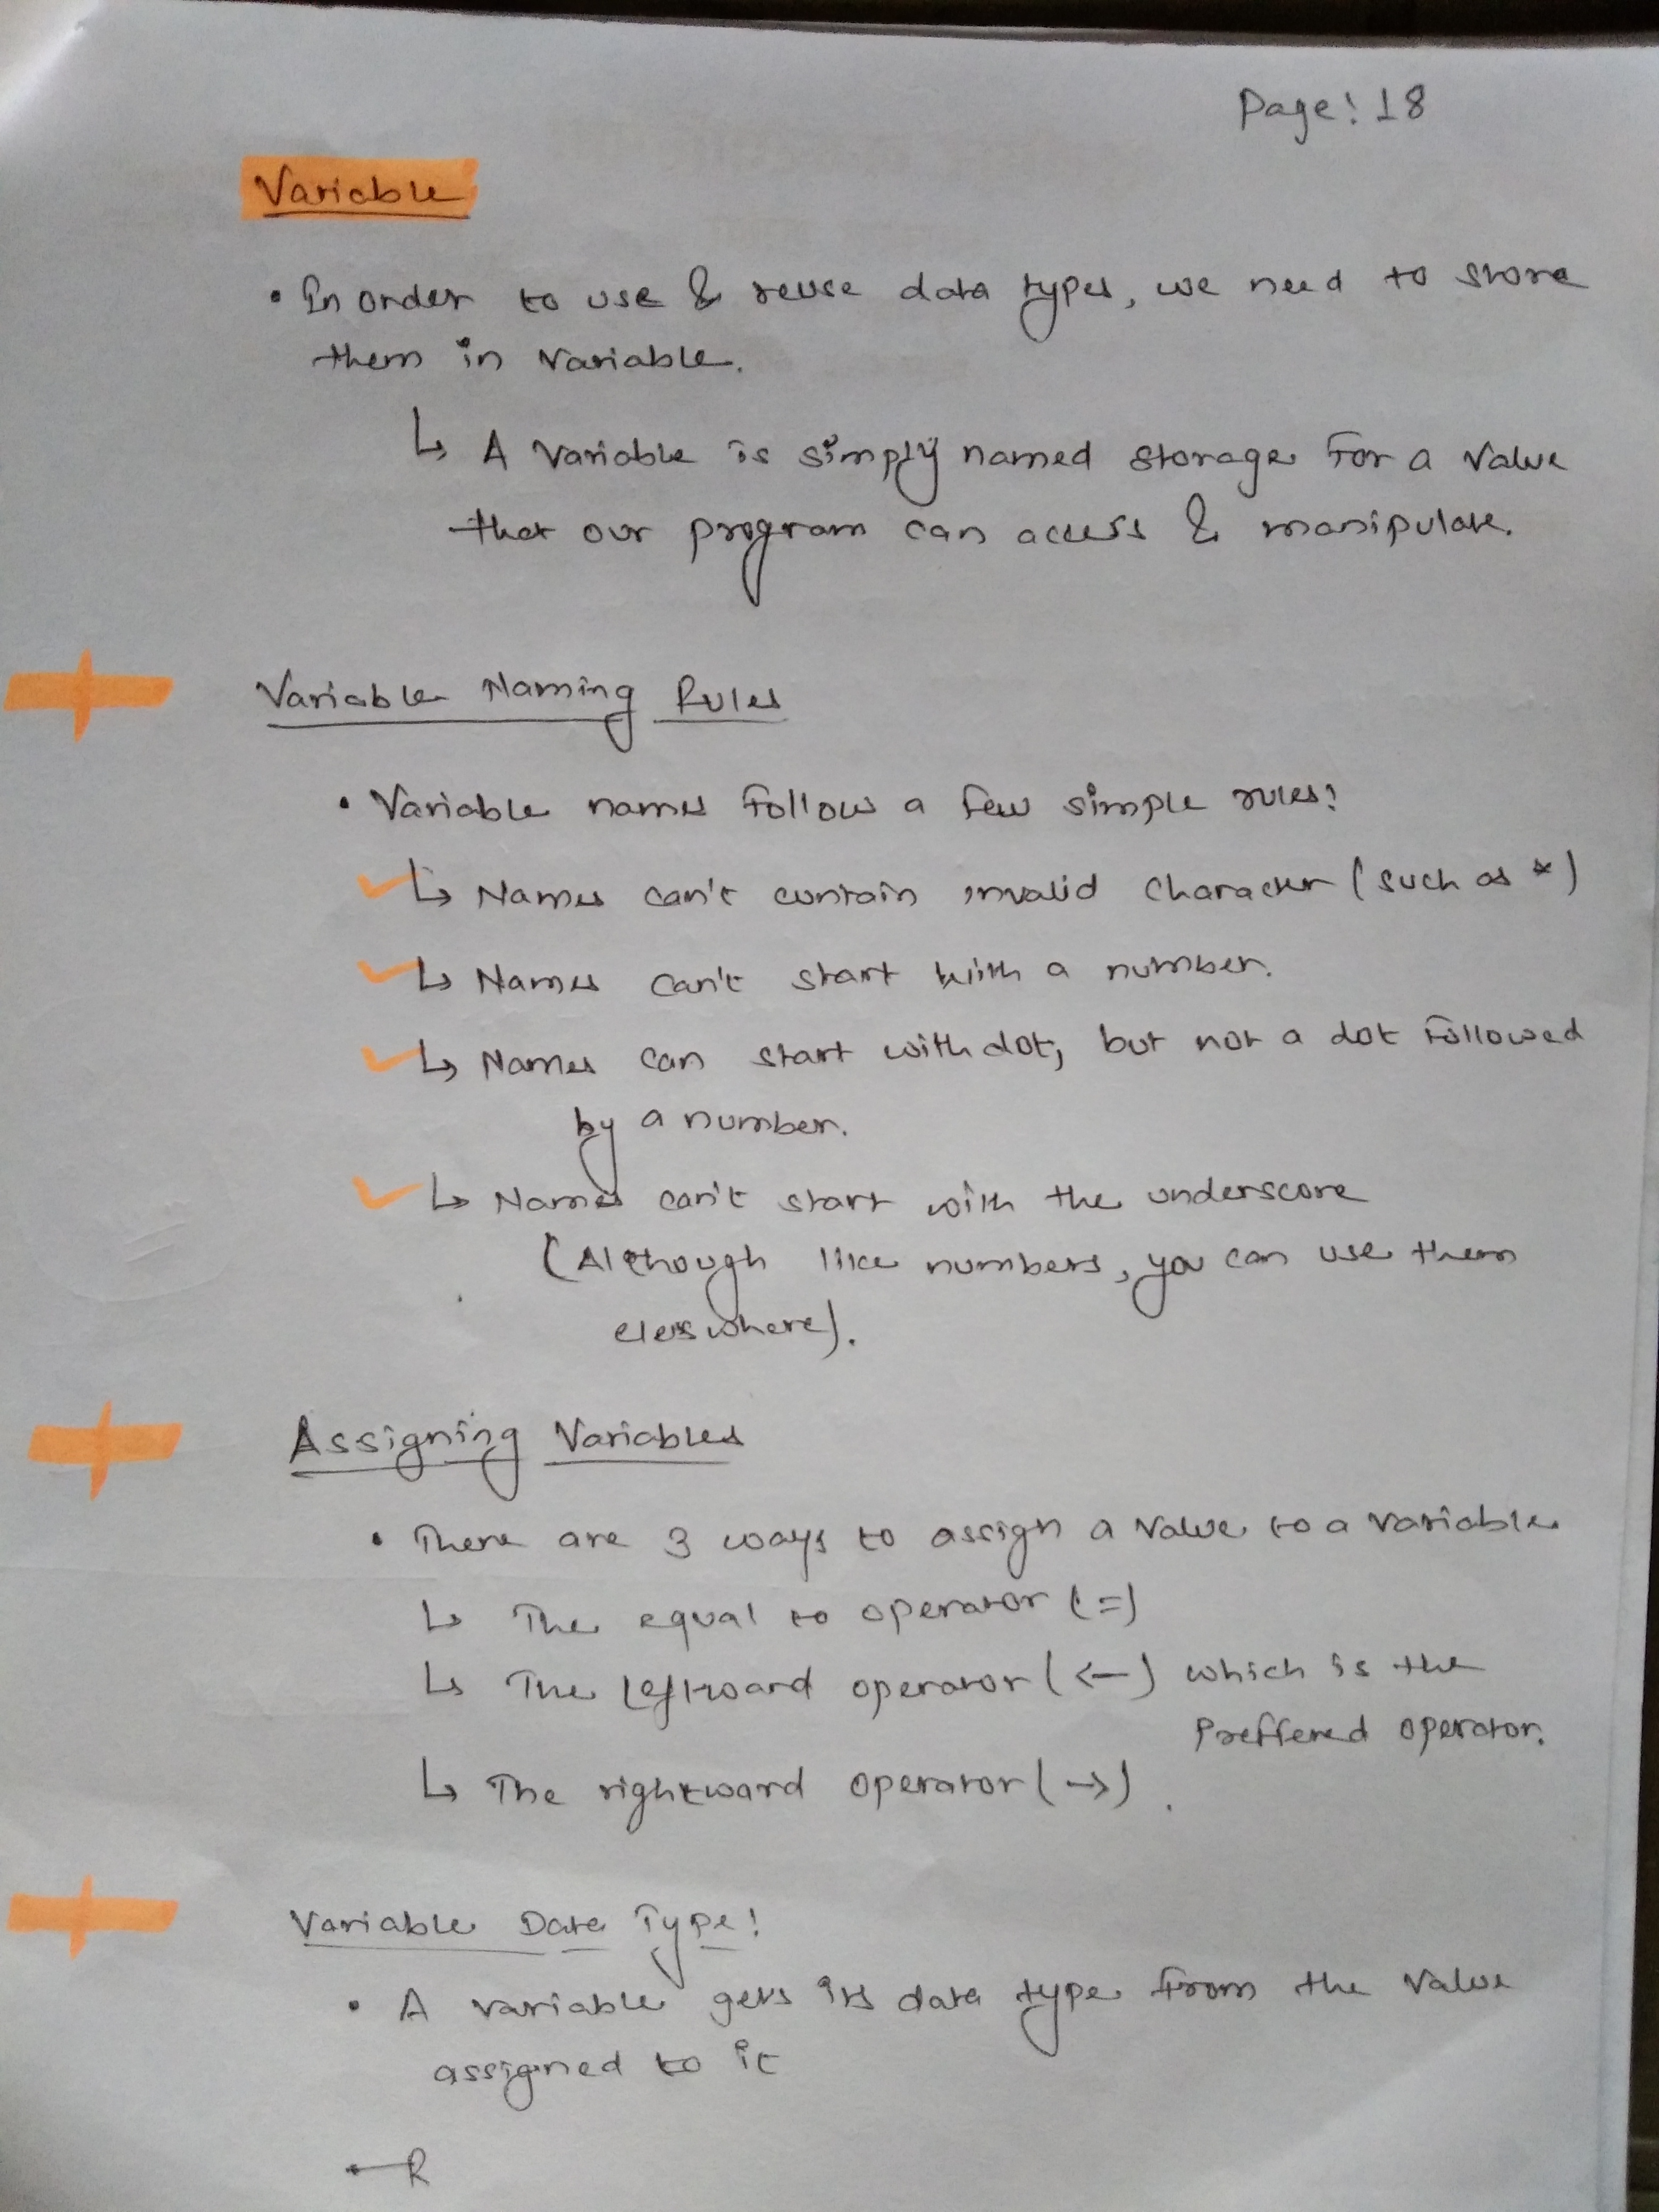 Page: 18
Variable
• In order to use & reuse data types, we need to store
them in variable.
↳ A variable is simply named storage for a value
that our program can access & manipulate.
Variable Naming Rules
• Variable names follow a few simple rules:
↳ Names can't contain invalid character (such as *)
↳ Names can't start with a number.
↳ Names can start with dot, but not a dot followed
by a number.
↳ Names can't start with the underscore
(Although like numbers, you can use them
elsewhere).
Assigning Variables
• There are 3 ways to assign a value to a variable
↳ The equal to operator (=)
↳ The leftward operator (<-) which is the
preffered operator.
↳ The rightward operator (->).
Variable Data Type:
• A variable gets its data type from the value
assigned to it
R